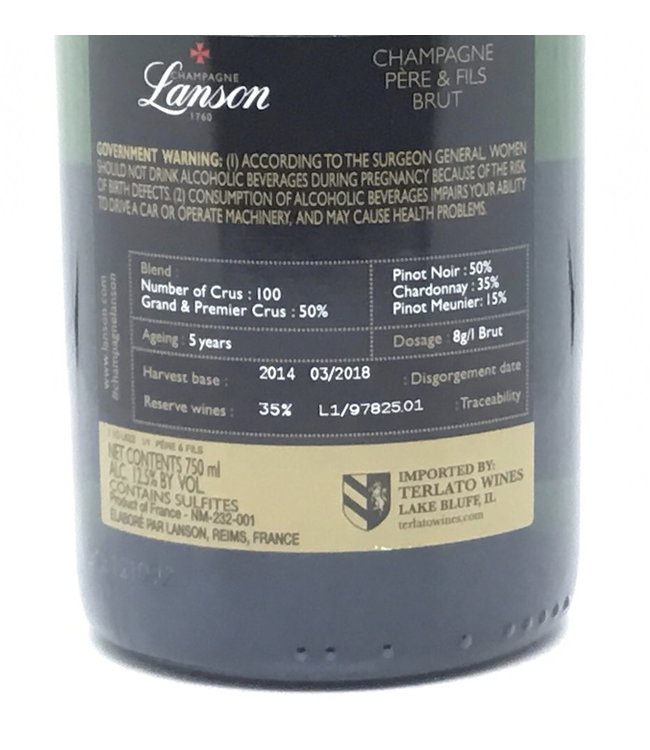 CHAMPAGNE
Lanson
1760
CHAMPAGNE
PÈRE & FILS
BRUT
GOVERNMENT WARNING: (1) ACCORDING TO THE SURGEON GENERAL, WOMEN
SHOULD NOT DRINK ALCOHOLIC BEVERAGES DURING PREGNANCY BECAUSE OF THE RISK
OF BIRTH DEFECTS. (2) CONSUMPTION OF ALCOHOLIC BEVERAGES IMPAIRS YOUR ABILITY
TO DRIVE A CAR OR OPERATE MACHINERY, AND MAY CAUSE HEALTH PROBLEMS.
www.lanson.com
#champagnelanson
Blend :
Number of Crus : 100
Grand & Premier Crus : 50%
Pinot Noir : 50%
Chardonnay : 35%
Pinot Meunier: 15%
Ageing : 5 years
Dosage : 8g/l Brut
Harvest base : 2014 03/2018 : Disgorgement date
Reserve wines : 35% L1/97825.01 : Traceability
PÈRE & FILS
NET CONTENTS 750 ml
ALC. 12.5% BY VOL.
CONTAINS SULFITES
Product of France - NM-232-001
ELABORÉ PAR LANSON, REIMS, FRANCE
IMPORTED BY:
TERLATO WINES
LAKE BLUFF, IL
terlatowines.com